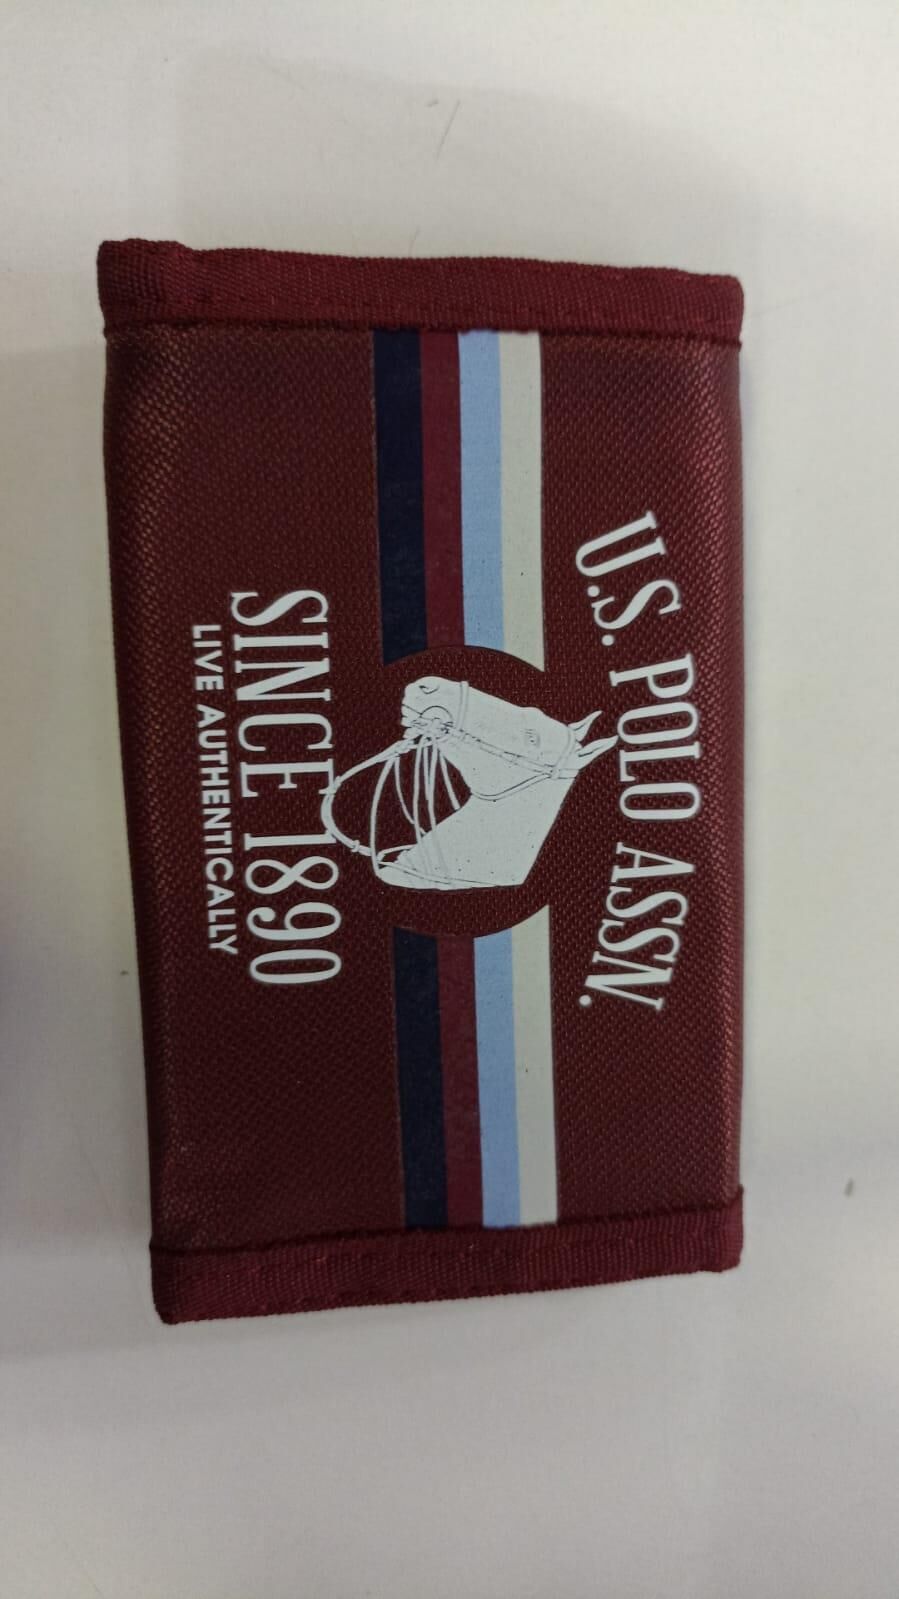 U.S. POLO ASSN.
SINCE 1890
LIVE AUTHENTICALLY